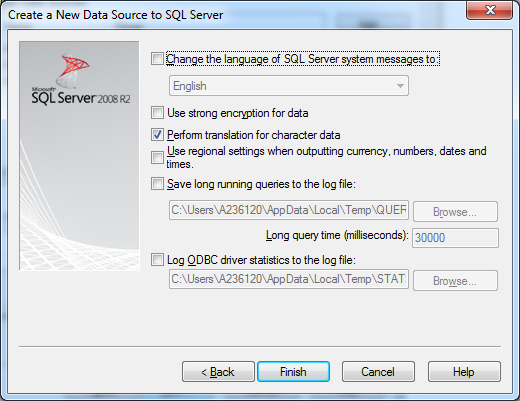 Create a New Data Source to SQL Server
Microsoft
SQL Server 2008 R2
Change the language of SQL Server system messages to:
English
Use strong encryption for data
Perform translation for character data
Use regional settings when outputting currency, numbers, dates and
times.
Save long running queries to the log file:
C:\Users\A236120\AppData\Local\Temp\QUER
Browse...
Long query time (milliseconds):
30000
Log ODBC driver statistics to the log file:
C:\Users\A236120\AppData\Local\Temp\STAT
Browse...
< Back
Finish
Cancel
Help